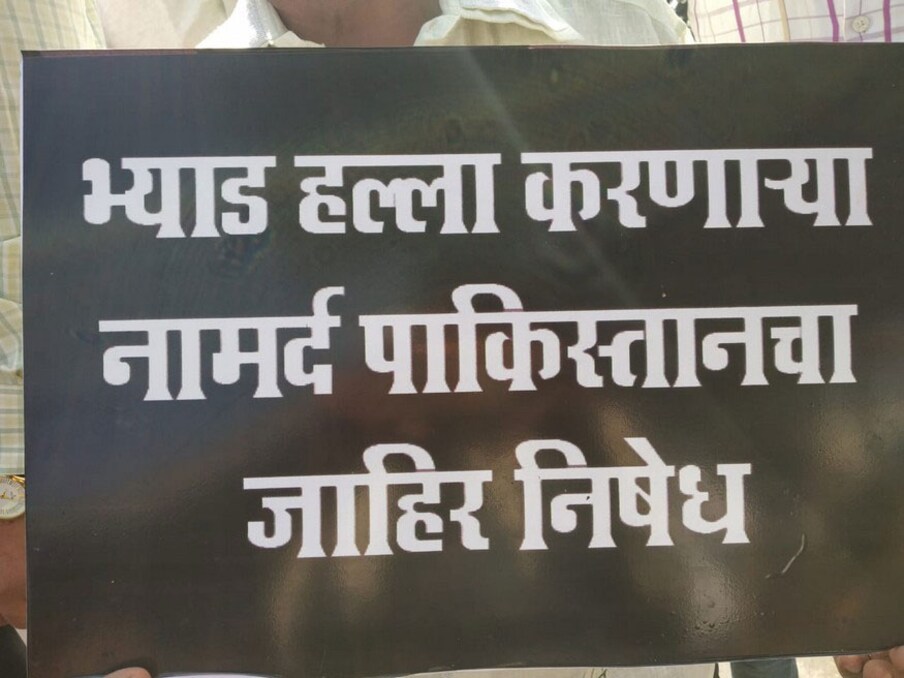 भ्याड हल्ला करणाऱ्या
नामर्द पाकिस्तानचा
जाहिर निषेध